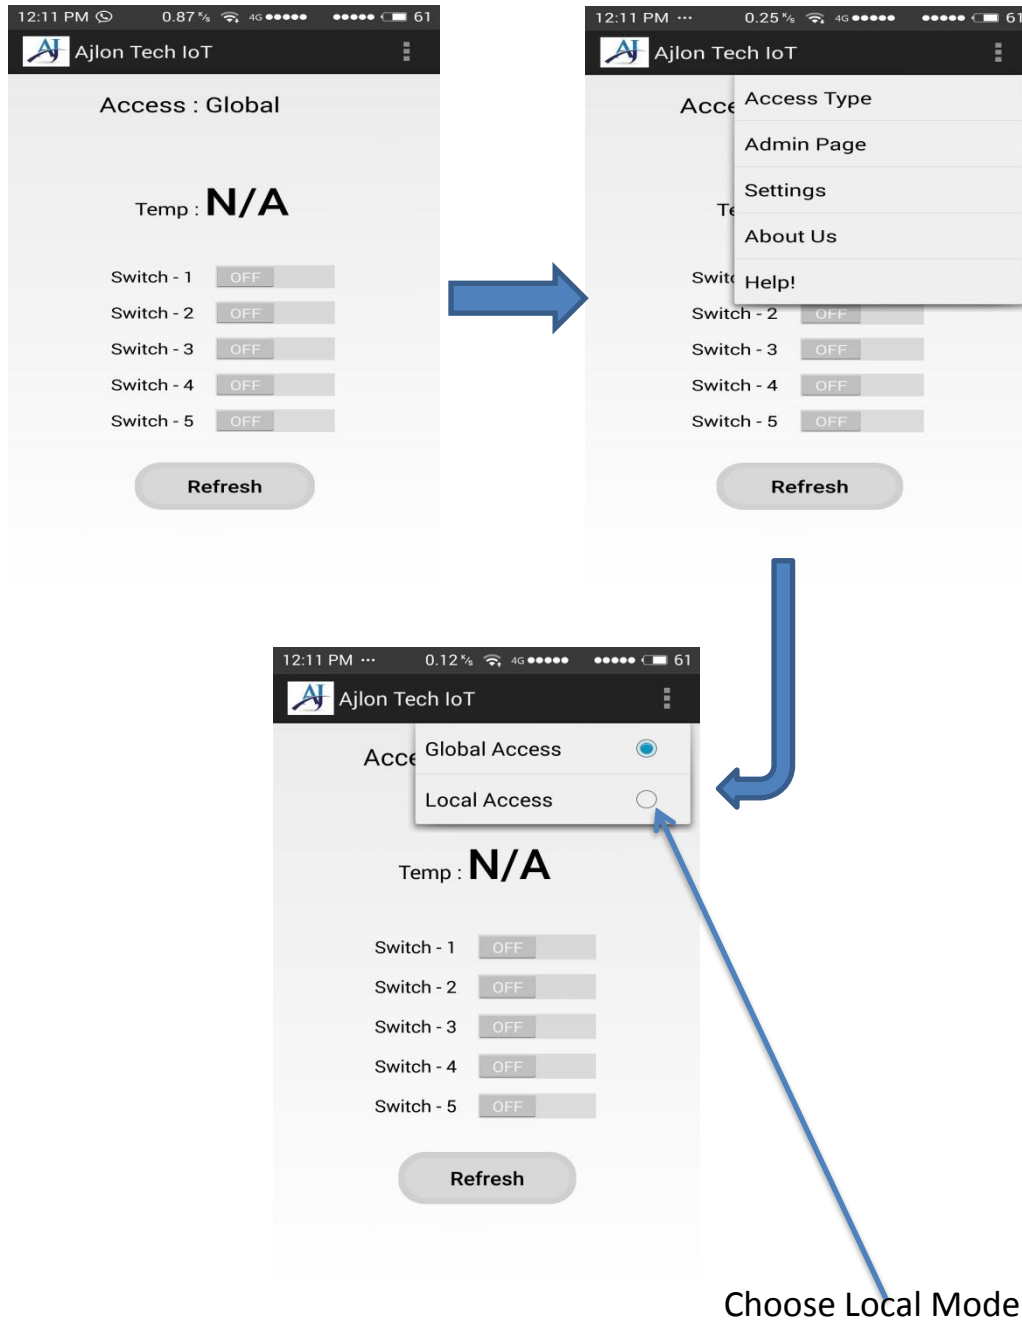 12:11 PM 0.87 K/s 4G 61
AJ Ajlon Tech IoT
Access : Global
Temp : N/A
Switch - 1 OFF
Switch - 2 OFF
Switch - 3 OFF
Switch - 4 OFF
Switch - 5 OFF
Refresh
12:11 PM ··· 0.25 K/s 4G 61
AJ Ajlon Tech IoT
Acce
Access Type
Admin Page
Settings
Te
About Us
Switc
Help!
Switch - 2 OFF
Switch - 3 OFF
Switch - 4 OFF
Switch - 5 OFF
Refresh
12:11 PM ··· 0.12 K/s 4G 61
AJ Ajlon Tech IoT
Acce
Global Access
Local Access
Temp : N/A
Switch - 1 OFF
Switch - 2 OFF
Switch - 3 OFF
Switch - 4 OFF
Switch - 5 OFF
Refresh
Choose Local Mode